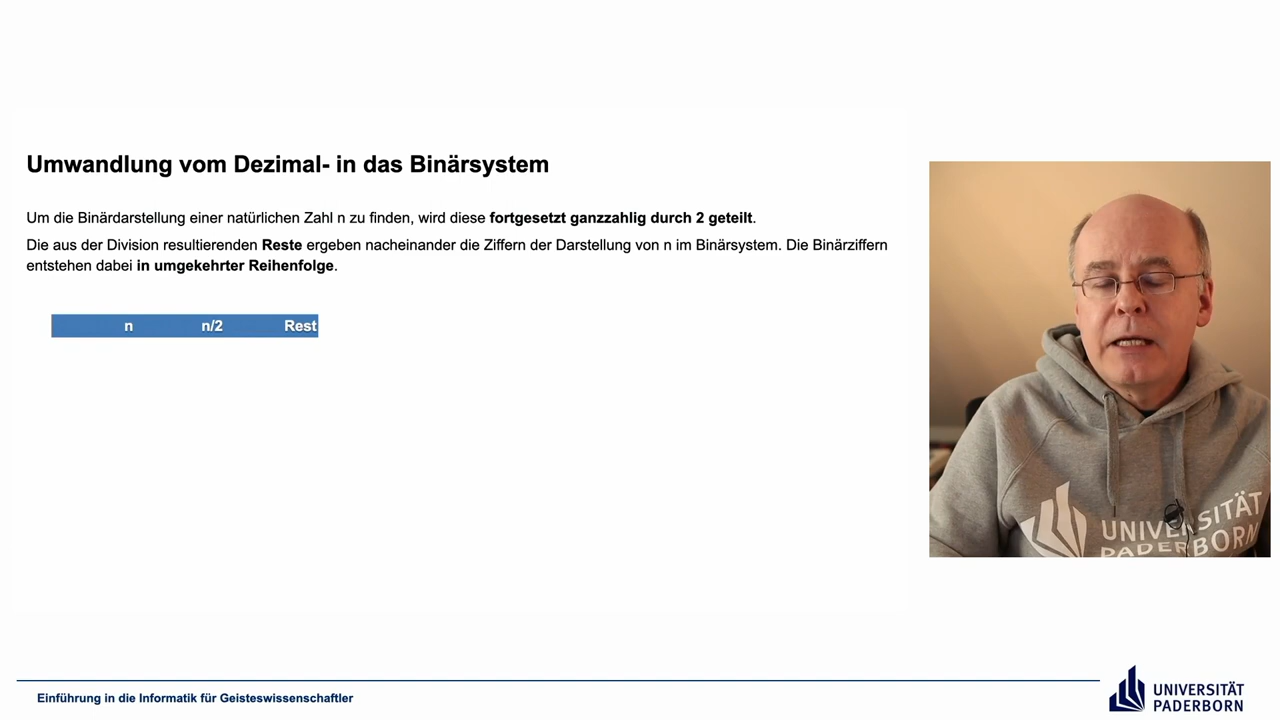 Umwandlung vom Dezimal- in das Binärsystem
Um die Binärdarstellung einer natürlichen Zahl n zu finden, wird diese fortgesetzt ganzzahlig durch 2 geteilt.
Die aus der Division resultierenden Reste ergeben nacheinander die Ziffern der Darstellung von n im Binärsystem. Die Binärziffern
entstehen dabei in umgekehrter Reihenfolge.
n n/2 Rest
UNIVERSITÄT
PADERBORN
Einführung in die Informatik für Geisteswissenschaftler
UNIVERSITÄT
PADERBORN